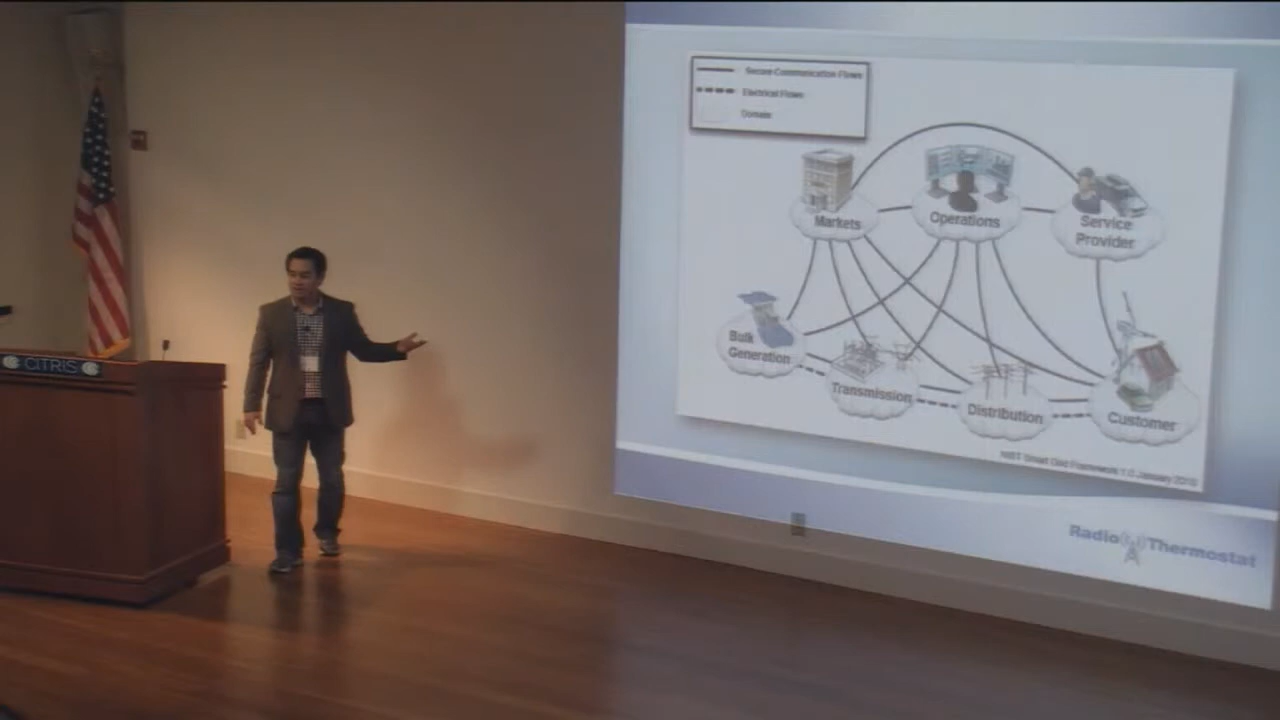 CITRIS
Secure Communication Flows
Electrical Flows
Domain
Markets
Operations
Service
Provider
Bulk
Generation
Transmission
Distribution
Customer
NIST Smart Grid Framework 1.0 January 2010
Radio Thermostat